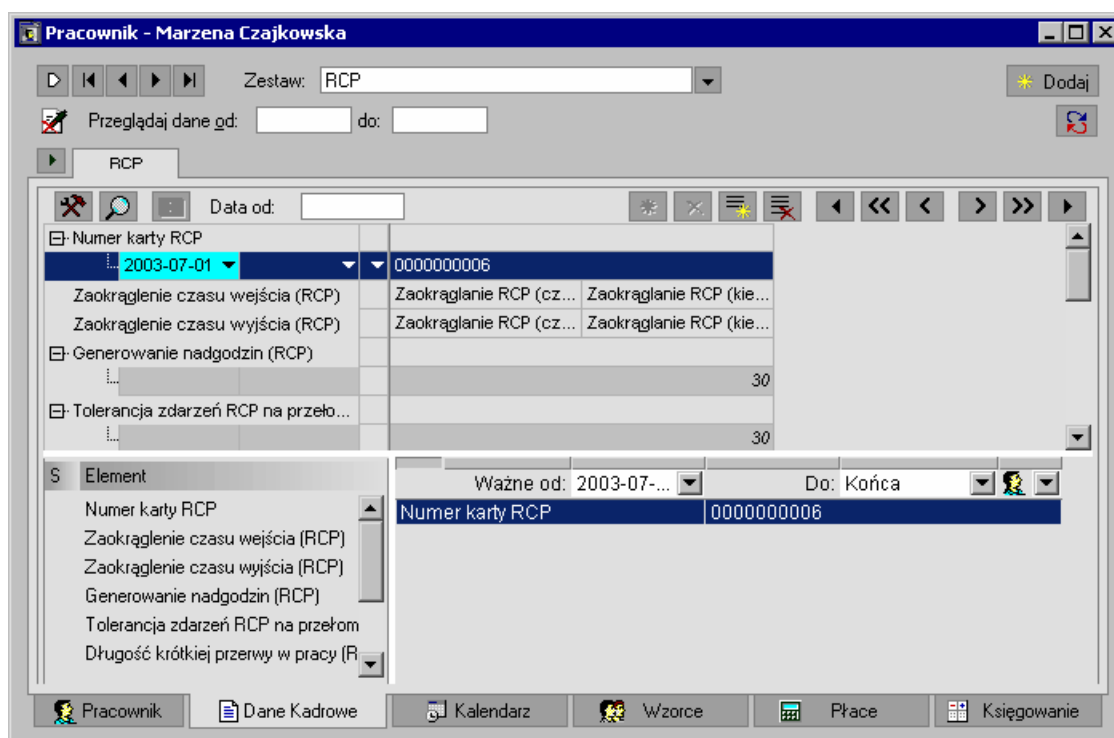 Pracownik - Marzena Czajkowska
Zestaw: RCP
Dodaj
Przeglądaj dane od: do:
RCP
Data od:
Numer karty RCP
2003-07-01 0000000006
Zaokrąglenie czasu wejścia (RCP) Zaokrąglanie RCP (cz... Zaokrąglanie RCP (kie...
Zaokrąglenie czasu wyjścia (RCP) Zaokrąglanie RCP (cz... Zaokrąglanie RCP (kie...
Generowanie nadgodzin (RCP)
30
Tolerancja zdarzeń RCP na przeło...
30
S Element
Ważne od: 2003-07-... Do: Końca
Numer karty RCP 0000000006
Numer karty RCP
Zaokrąglenie czasu wejścia (RCP)
Zaokrąglenie czasu wyjścia (RCP)
Generowanie nadgodzin (RCP)
Tolerancja zdarzeń RCP na przełom
Długość krótkiej przerwy w pracy (R
Pracownik Dane Kadrowe Kalendarz Wzorce Płace Księgowanie